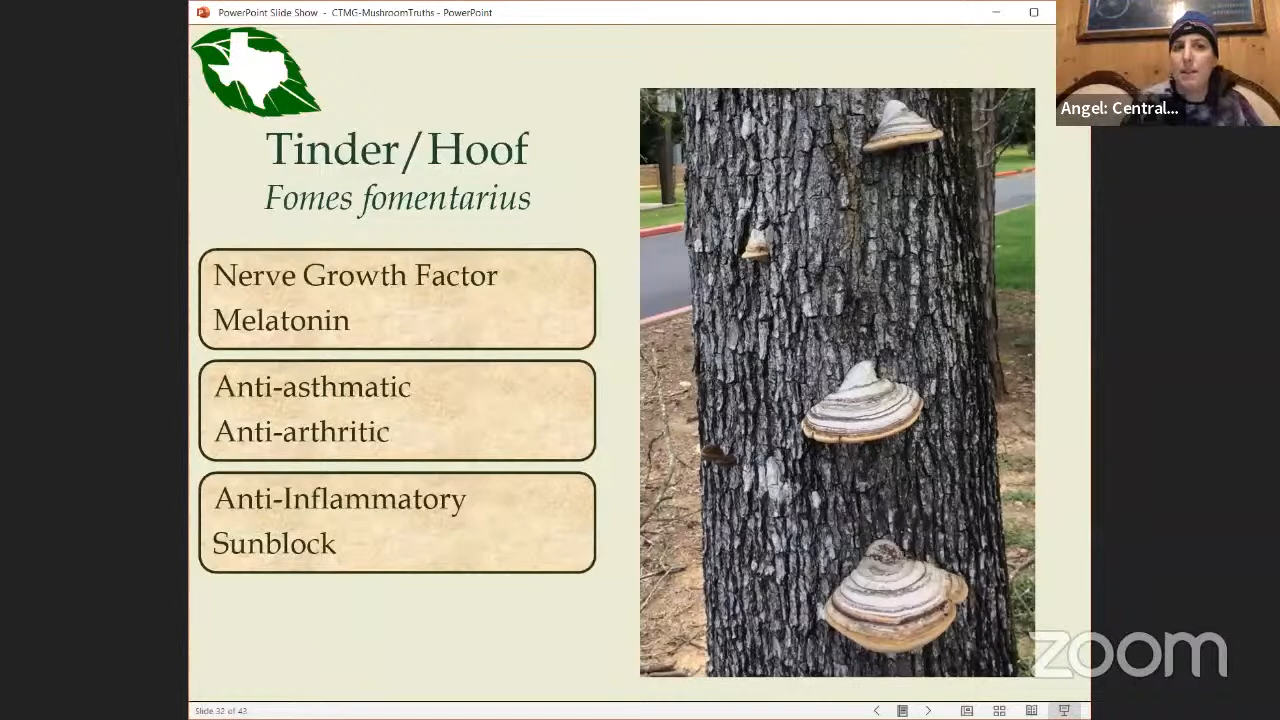 PowerPoint Slide Show - CTMG-MushroomTruths - PowerPoint
Angel: Central...
Tinder/Hoof
Fomes fomentarius
Nerve Growth Factor
Melatonin
Anti-asthmatic
Anti-arthritic
Anti-Inflammatory
Sunblock
zoom
Slide 32 of 43